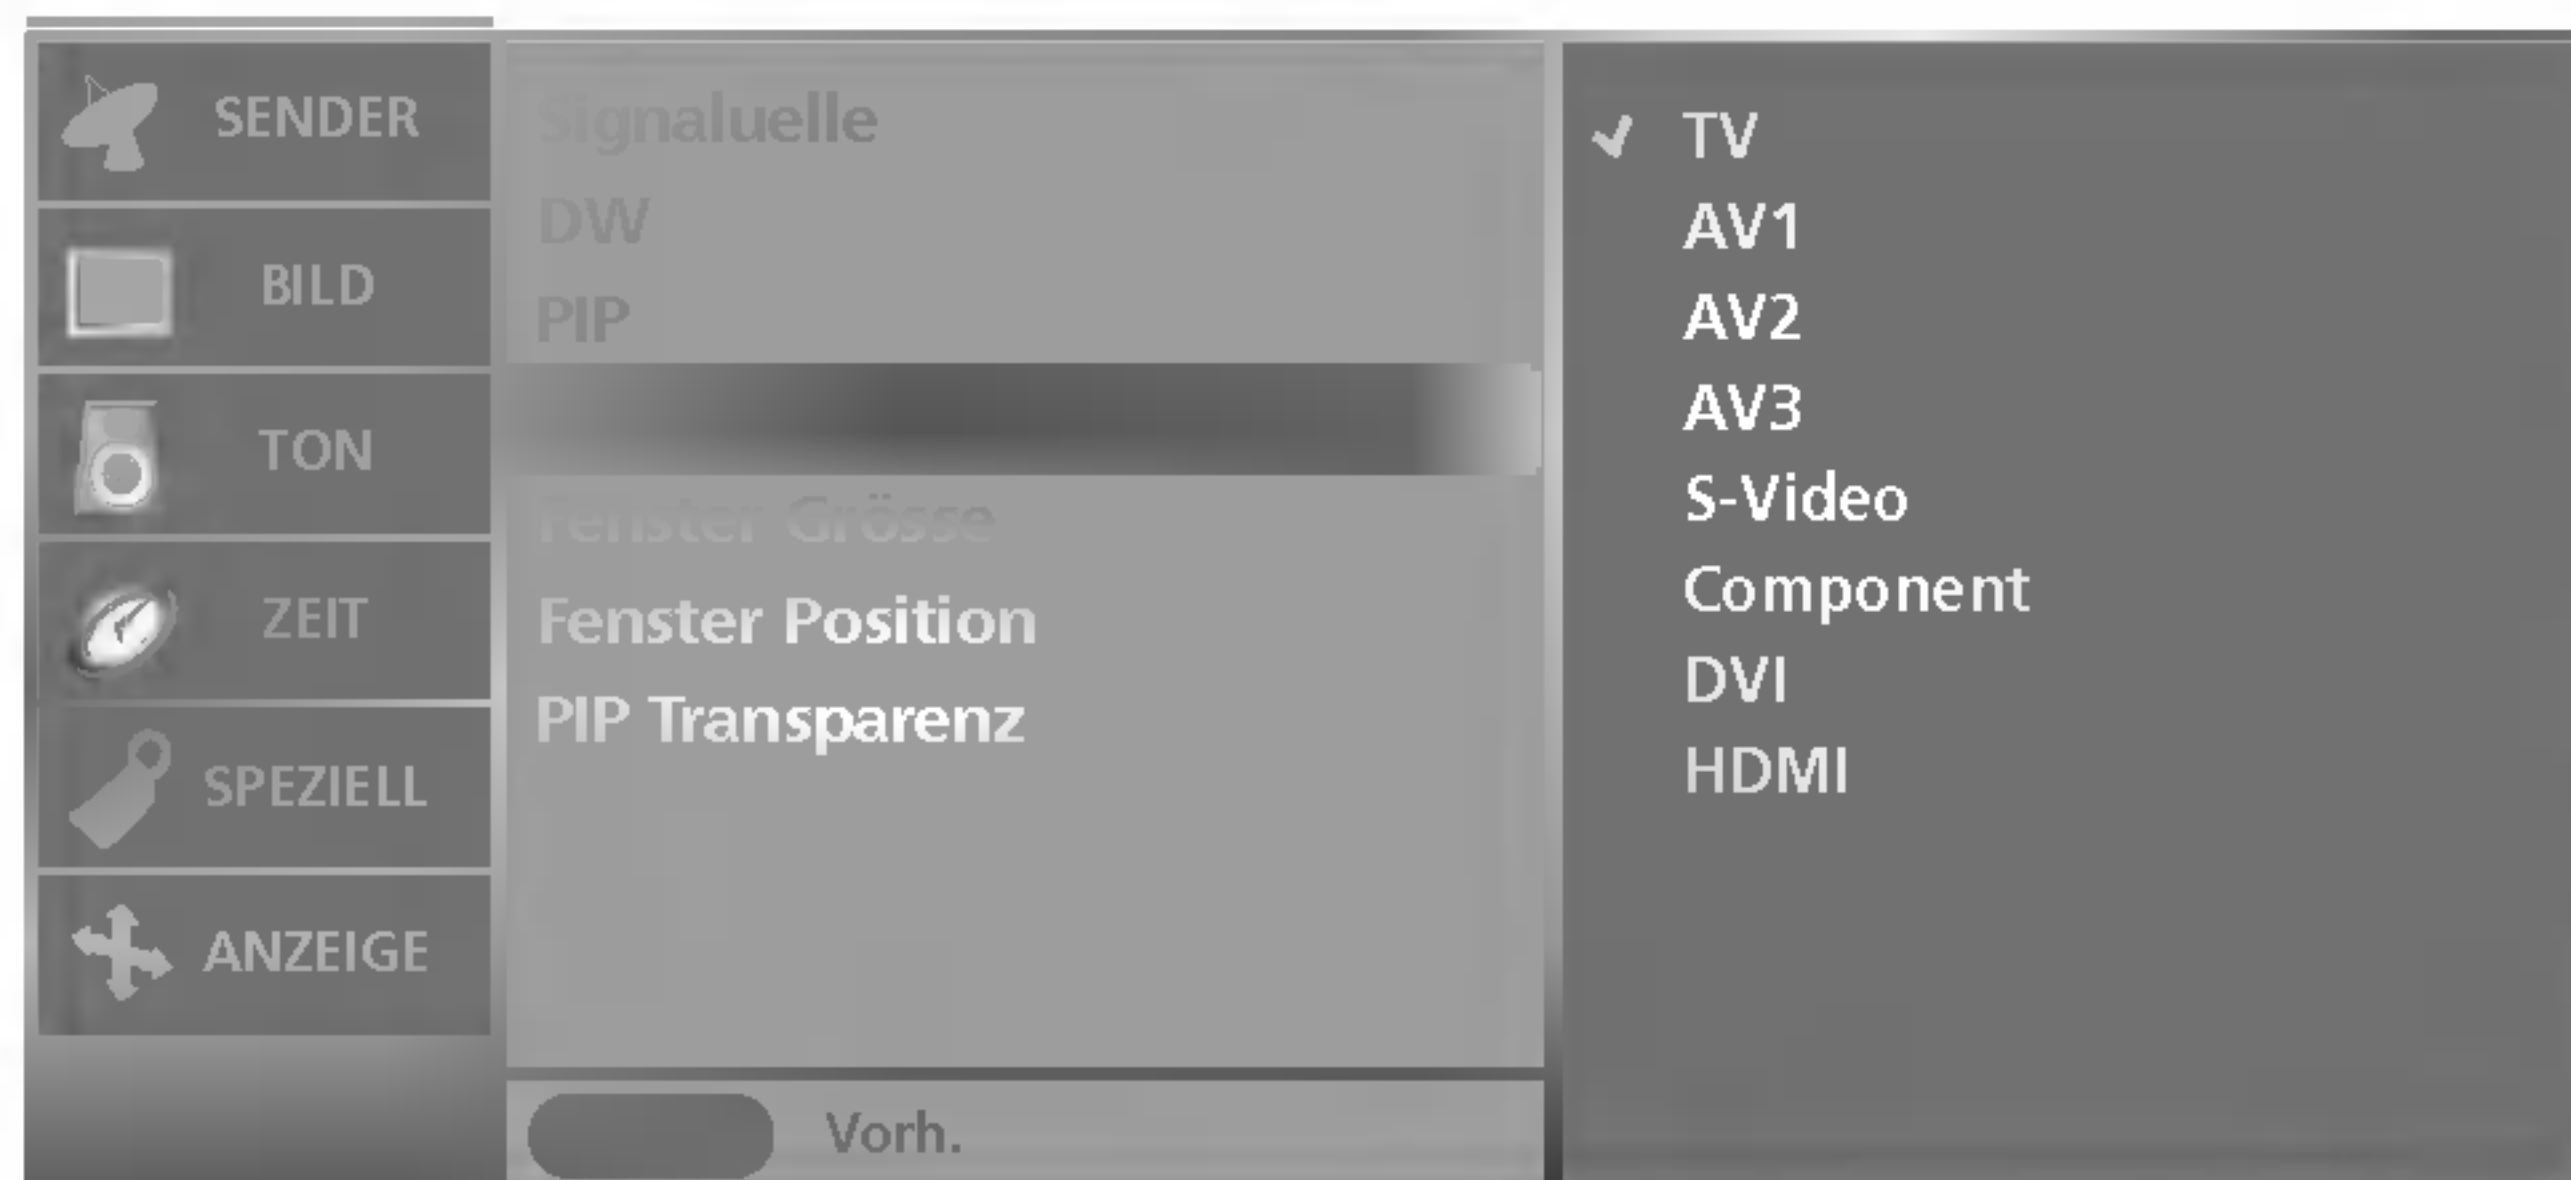 SENDER
BILD
TON
ZEIT
SPEZIELL
ANZEIGE
Signaluelle
DW
PIP
Fenster Grösse
Fenster Position
PIP Transparenz
Vorh.
TV
AV1
AV2
AV3
S-Video
Component
DVI
HDMI